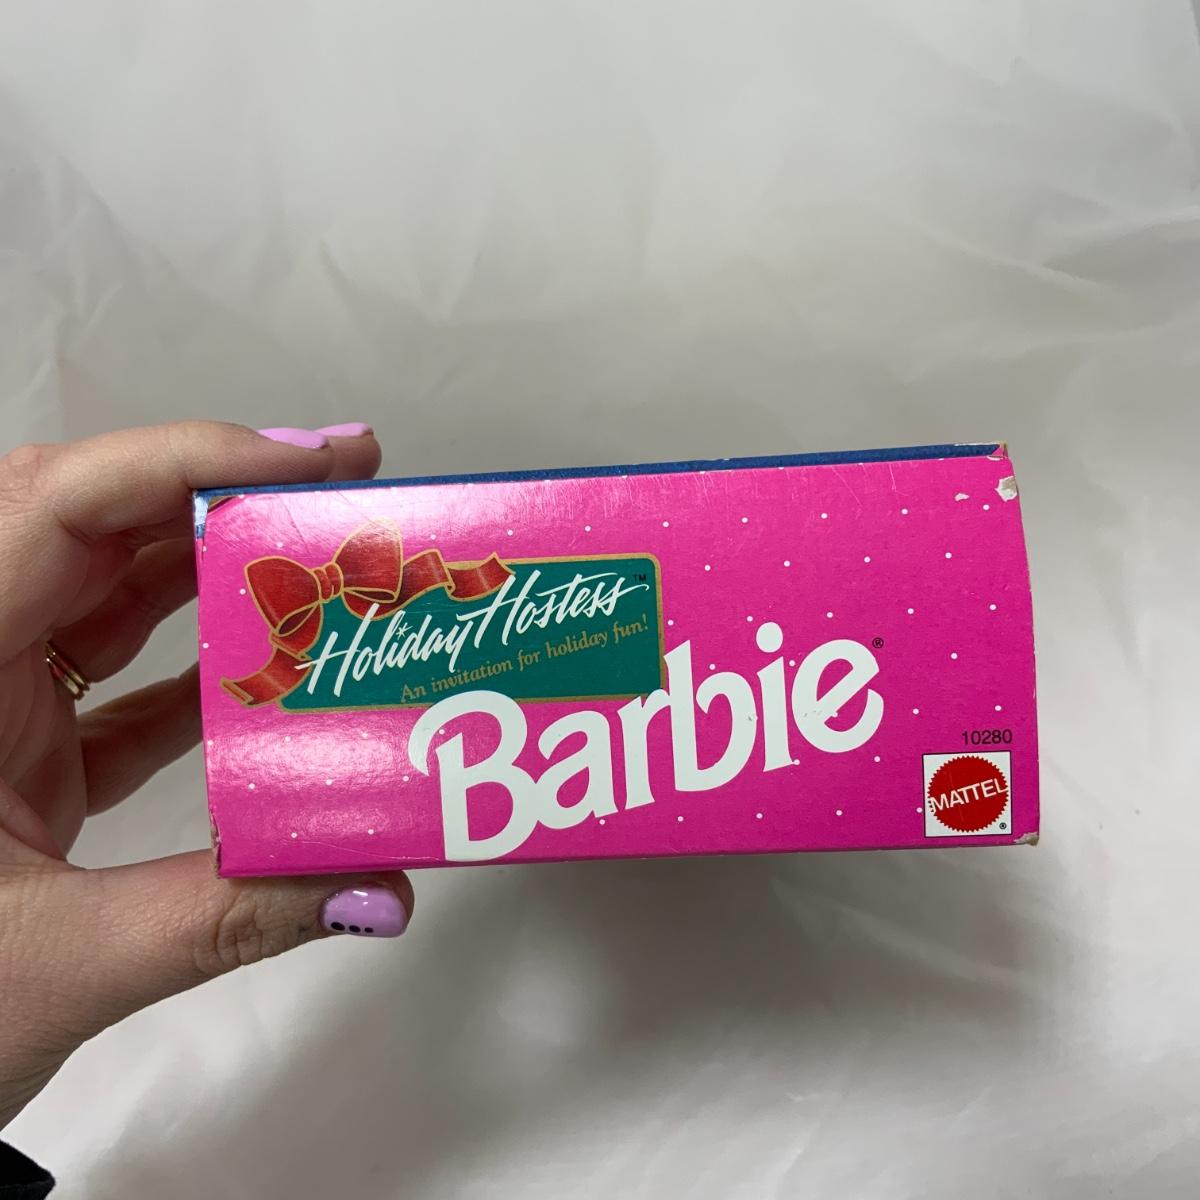 Holiday Hostess™
An invitation for holiday fun!
Barbie®
10280
MATTEL
®